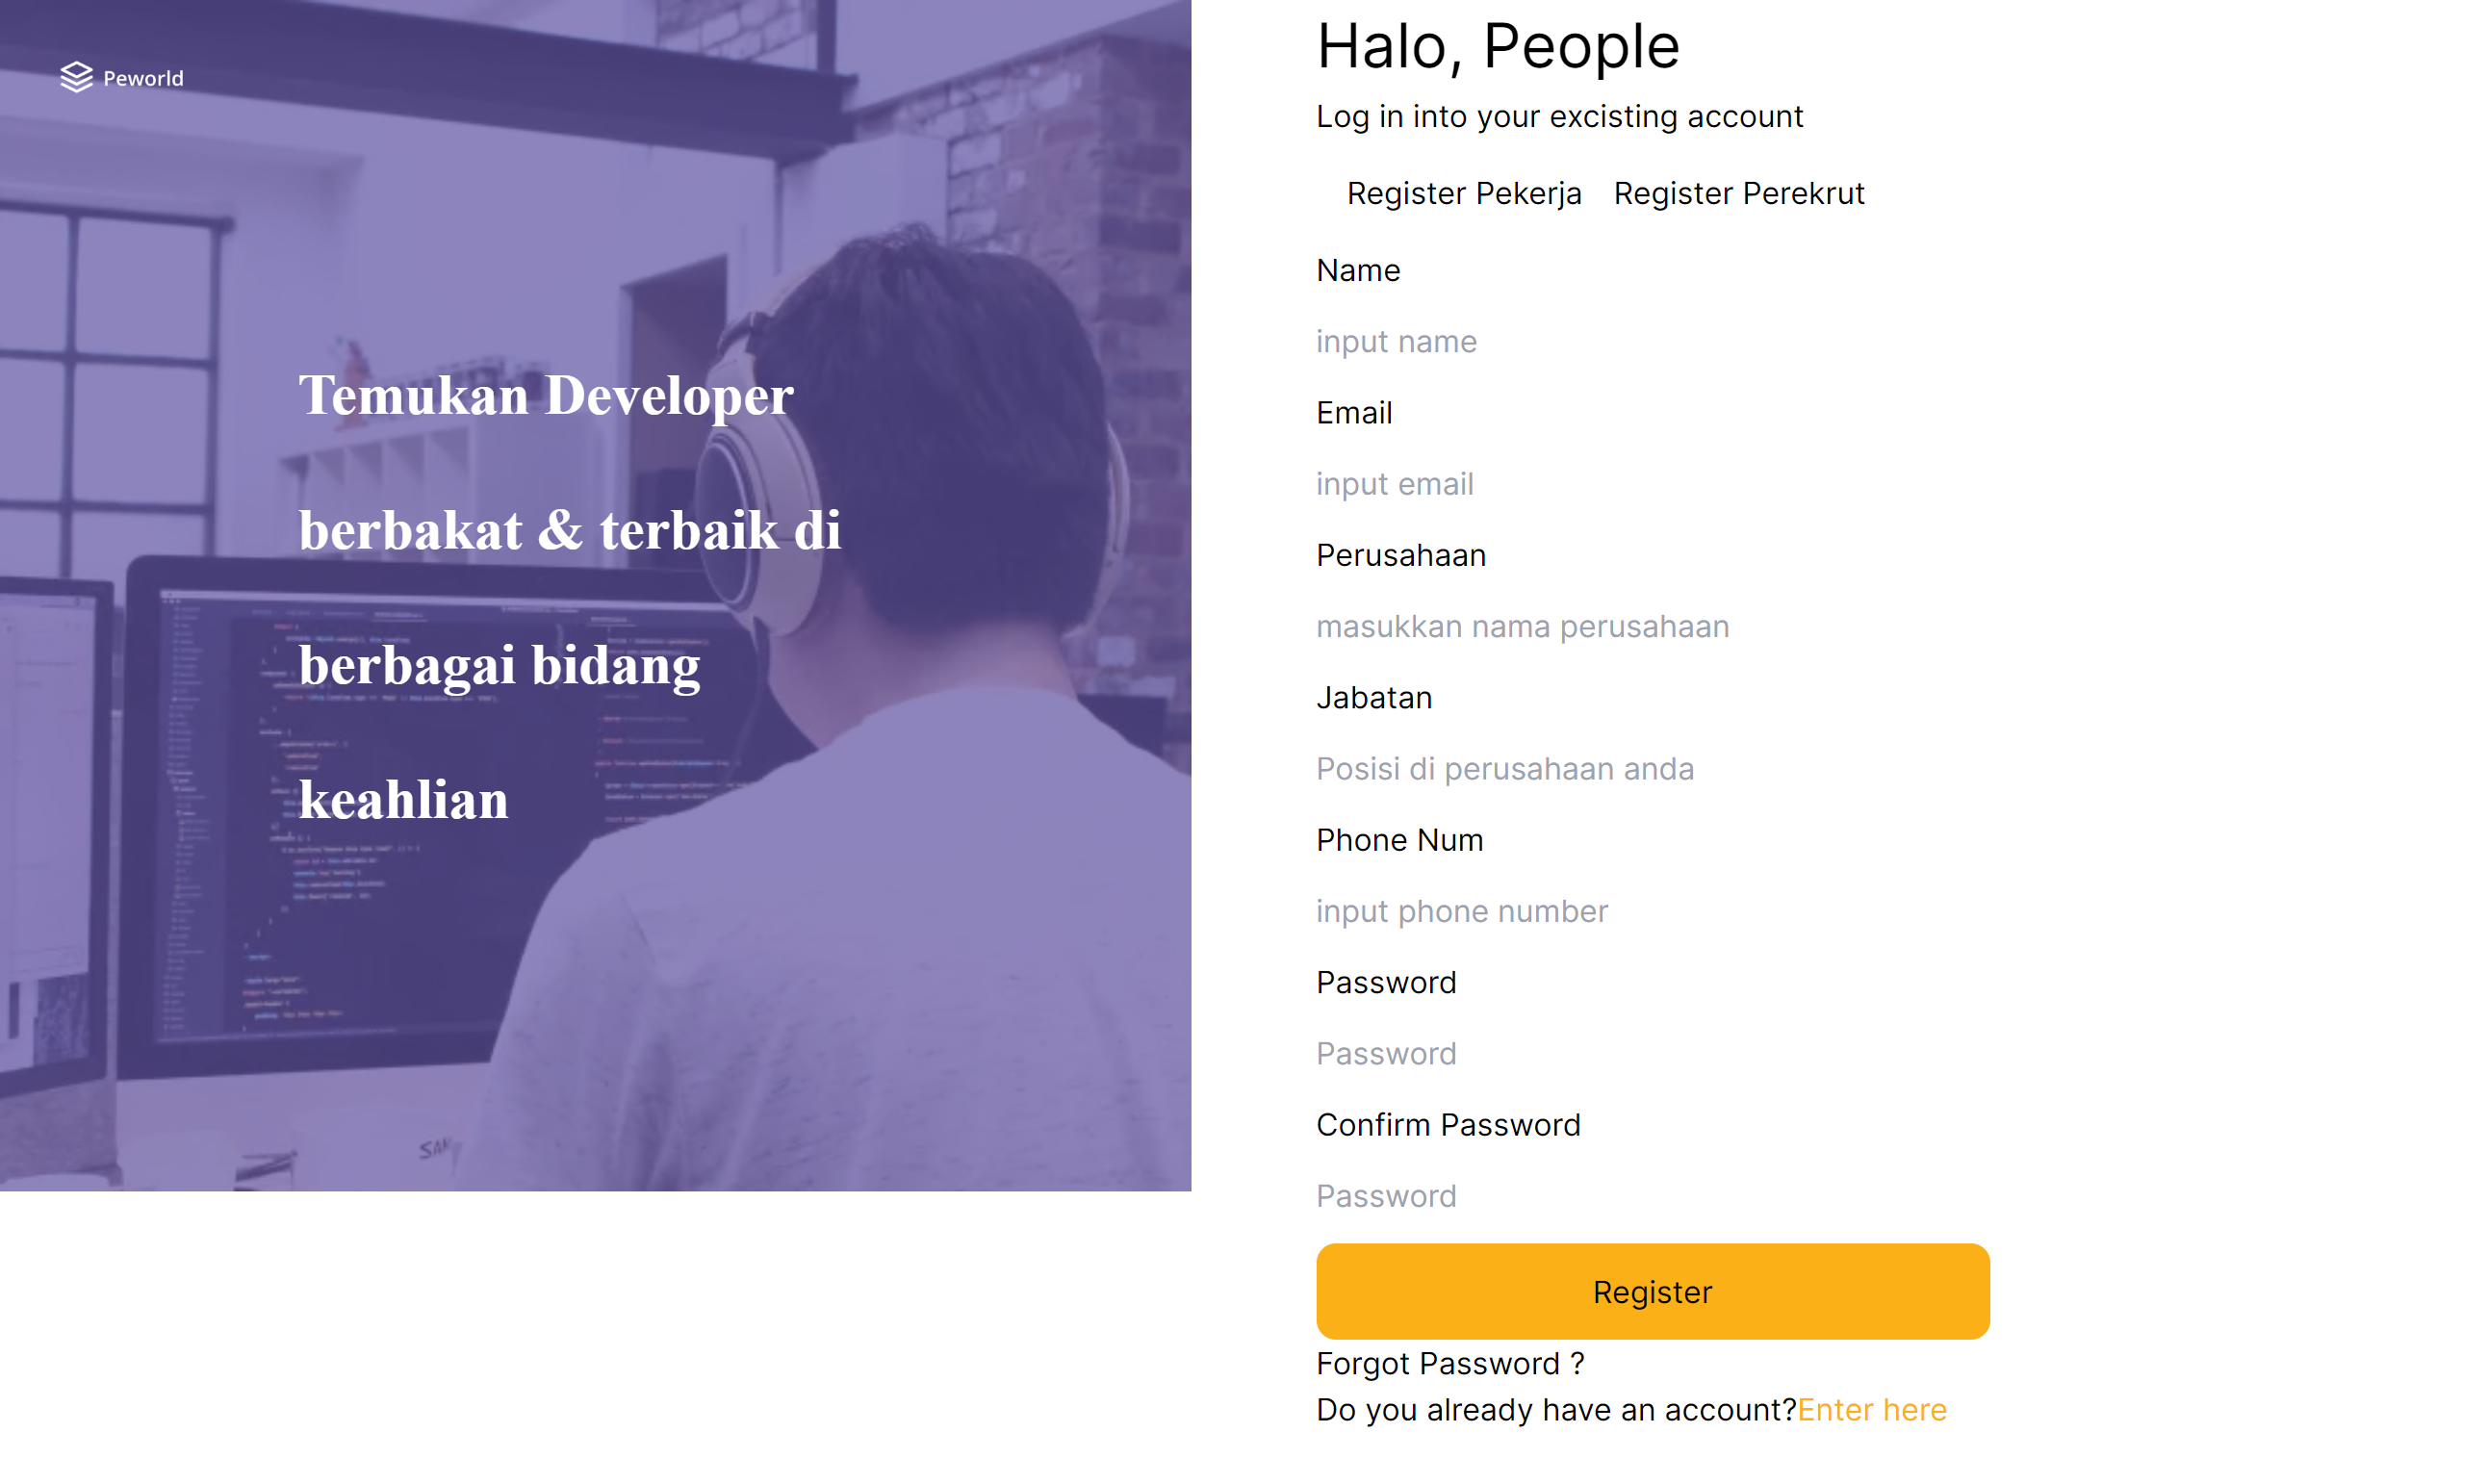 Peworld
Temukan Developer
berbakat & terbaik di
berbagai bidang
keahlian
Halo, People
Log in into your excisting account
Register Pekerja Register Perekrut
Name
input name
Email
input email
Perusahaan
masukkan nama perusahaan
Jabatan
Posisi di perusahaan anda
Phone Num
input phone number
Password
Password
Confirm Password
Password
Register
Forgot Password ?
Do you already have an account?Enter here